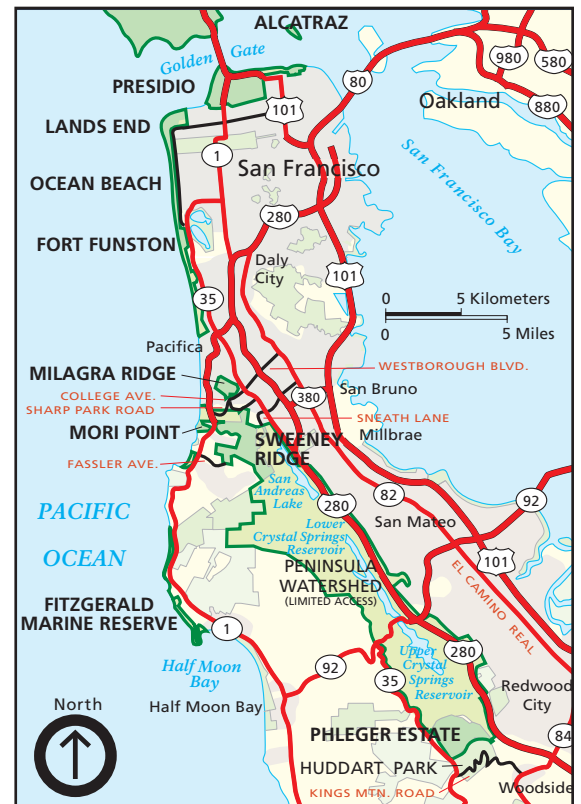 ALCATRAZ
Golden Gate
PRESIDIO
980
580
80
Oakland
880
101
LANDS END
1
San Francisco
San Francisco Bay
OCEAN BEACH
280
FORT FUNSTON
Daly
City
101
35
0 5 Kilometers
0 5 Miles
Pacifica
WESTBOROUGH BLVD.
MILAGRA RIDGE
COLLEGE AVE.
380
San Bruno
SHARP PARK ROAD
SNEATH LANE
MORI POINT
SWEENEY
RIDGE
Millbrae
FASSLER AVE.
San
Andreas
Lake
280
82
92
PACIFIC
OCEAN
Lower
Crystal Springs
Reservoir
San Mateo
101
PENINSULA
WATERSHED
(LIMITED ACCESS)
EL CAMINO REAL
FITZGERALD
MARINE RESERVE
1
92
280
Upper
Crystal
Springs
Reservoir
Half Moon
Bay
35
Redwood
City
North
Half Moon Bay
84
PHLEGER ESTATE
HUDDART PARK
Woodside
KINGS MTN. ROAD